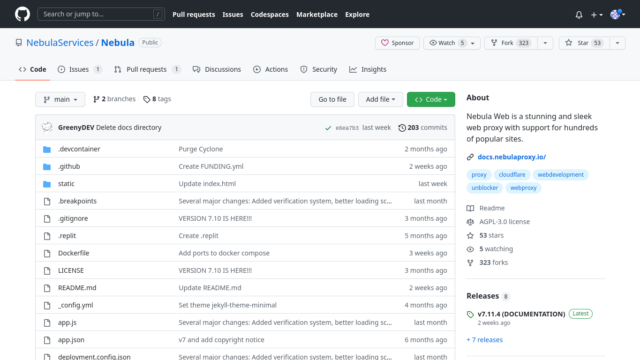 Search or jump to... /
Pull requests Issues Codespaces Marketplace Explore
NebulaServices / Nebula Public
Sponsor Watch 5 Fork 323 Star 53
Code Issues 1 Pull requests 1 Discussions Actions Security Insights
main 2 branches 8 tags Go to file Add file Code
GreenyDEV Delete docs directory last week 203 commits
.devcontainer Purge Cyclone 2 months ago
.github Create FUNDING.yml 2 weeks ago
static Update index.html last week
.breakpoints Several major changes: Added verification system, better loading sc... last month
.gitignore VERSION 7.10 IS HERE!!! 3 months ago
.replit Create .replit 5 months ago
Dockerfile Add ports to docker compose 3 weeks ago
LICENSE VERSION 7.10 IS HERE!!! 3 months ago
README.md Update README.md 2 weeks ago
_config.yml Set theme jekyll-theme-minimal 4 months ago
app.js Several major changes: Added verification system, better loading sc... last month
app.json v7 and add copyright notice 6 months ago
deployment.config.json Several major changes: Added verification system, better loading sc... last month
About
Nebula Web is a stunning and sleek
web proxy with support for hundreds
of popular sites.
docs.nebulaproxy.io/
proxy cloudflare webdevelopment
unblocker webproxy
Readme
AGPL-3.0 license
53 stars
5 watching
323 forks
Releases 8
v7.11.4 (DOCUMENTATION) Latest
2 weeks ago
+ 7 releases